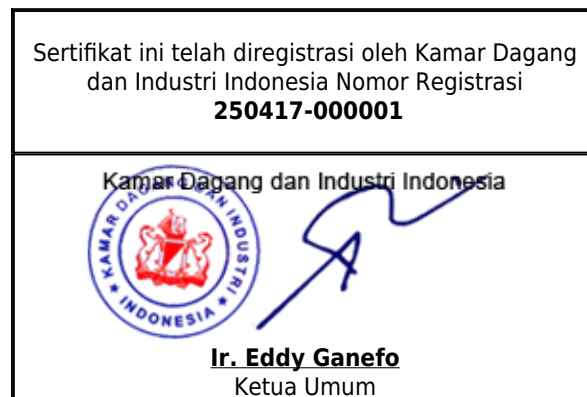 Sertifikat ini telah diregistrasi oleh Kamar Dagang
dan Industri Indonesia Nomor Registrasi
250417-000001
Kamar Dagang dan Industri Indonesia
KAMAR DAGANG DAN INDUSTRI
INDONESIA
Ir. Eddy Ganefo
Ketua Umum